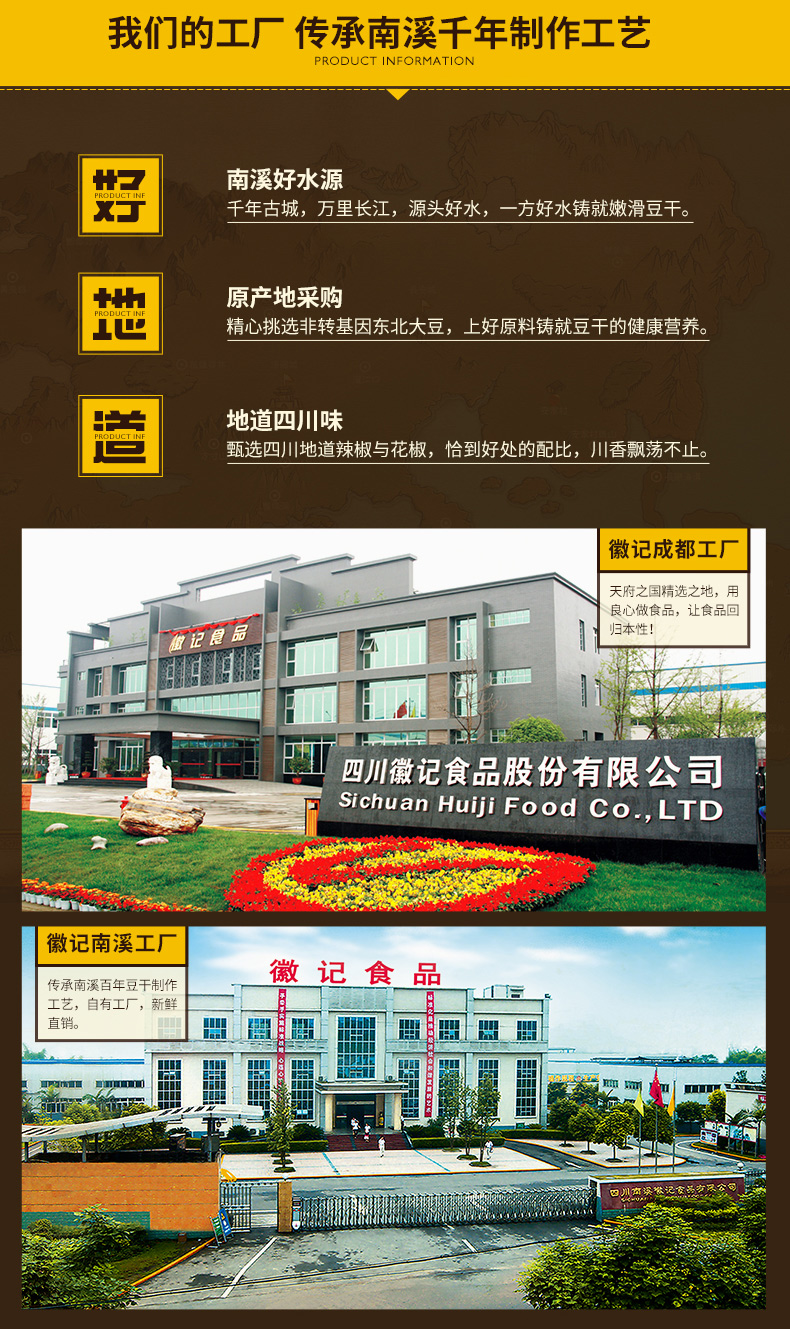 我们的工厂 传承南溪千年制作工艺
PRODUCT INFORMATION
好
PRODUCT INF
南溪好水源
千年古城，万里长江，源头好水，一方好水铸就嫩滑豆干。
地
PRODUCT INF
原产地采购
精心挑选非转基因东北大豆，上好原料铸就豆干的健康营养。
道
PRODUCT INF
地道四川味
甄选四川地道辣椒与花椒，恰到好处的配比，川香飘荡不止。
徽记成都工厂
天府之国精选之地，用
良心做食品，让食品回
归本性！
徽记食品
四川徽记食品股份有限公司
Sichuan Huiji Food Co.,LTD
徽记南溪工厂
传承南溪百年豆干制作
工艺，自有工厂，新鲜
直销。
徽记食品
四川南溪徽记食品有限公司